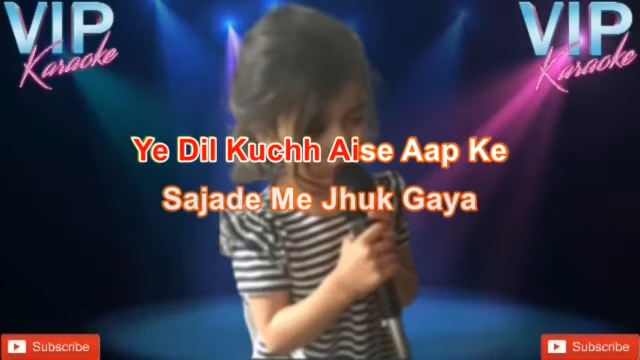 VIP Karaoke
VIP Karaoke
Ye Dil Kuchh Aise Aap Ke
Sajade Me Jhuk Gaya
Subscribe
Subscribe